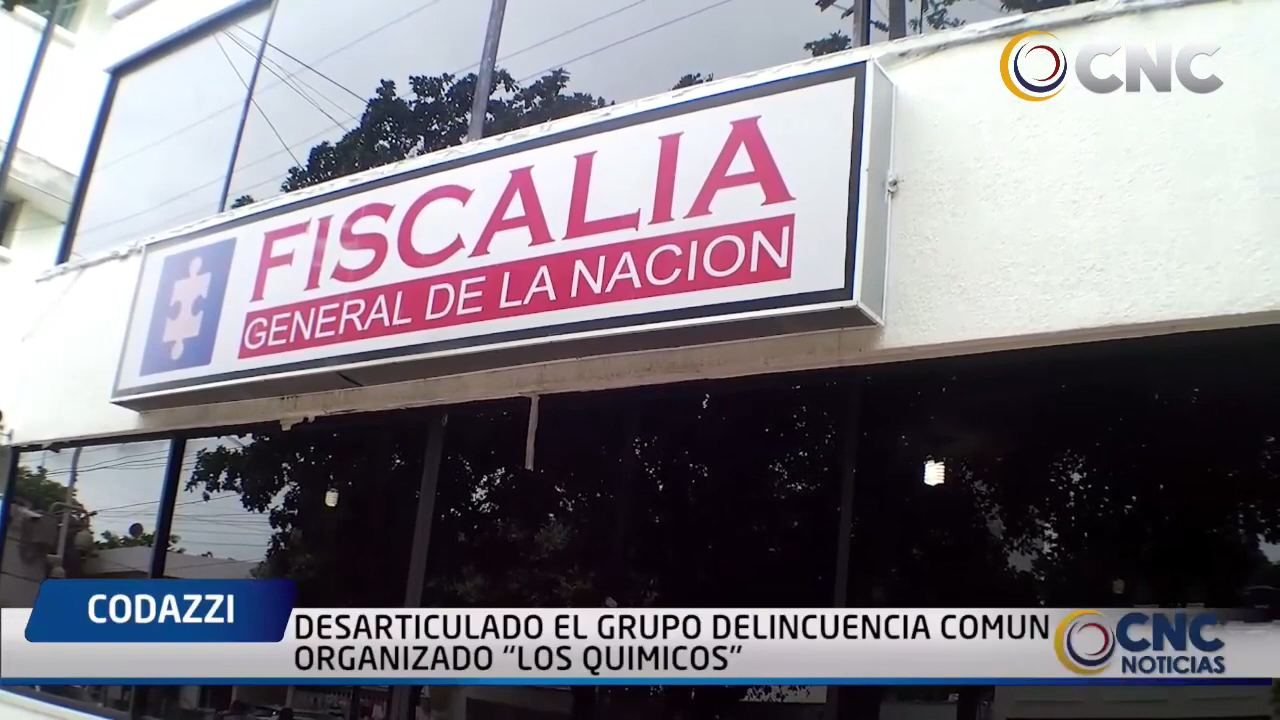 CNC
FISCALIA
GENERAL DE LA NACION
CODAZZI
DESARTICULADO EL GRUPO DELINCUENCIA COMUN
ORGANIZADO “LOS QUIMICOS”
CNC
NOTICIAS